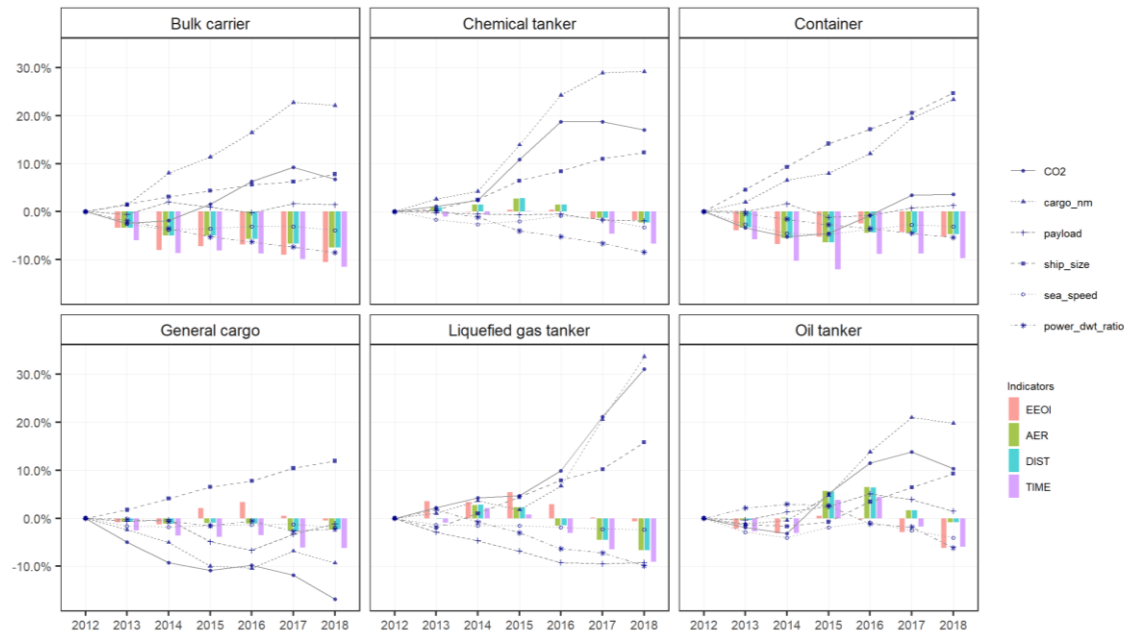 Bulk carrier
Chemical tanker
Container
30.0%
20.0%
10.0%
0.0%
-10.0%
General cargo
Liquefied gas tanker
Oil tanker
30.0%
20.0%
10.0%
0.0%
-10.0%
2012 2013 2014 2015 2016 2017 2018
2012 2013 2014 2015 2016 2017 2018
2012 2013 2014 2015 2016 2017 2018
CO2
cargo_nm
payload
ship_size
sea_speed
power_dwt_ratio
Indicators
EEOI
AER
DIST
TIME